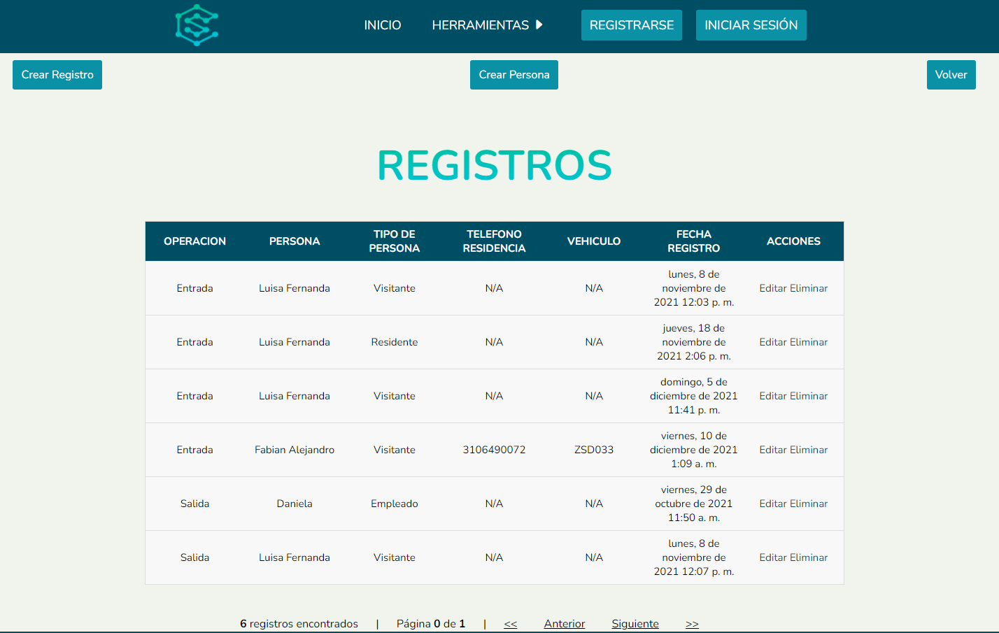 INICIO HERRAMIENTAS REGISTRARSE INICIAR SESIÓN
Crear Registro Crear Persona Volver
REGISTROS
OPERACION PERSONA TIPO DE PERSONA TELEFONO RESIDENCIA VEHICULO FECHA REGISTRO ACCIONES
Entrada Luisa Fernanda Visitante N/A N/A lunes, 8 de noviembre de 2021 12:03 p. m. Editar Eliminar
Entrada Luisa Fernanda Residente N/A N/A jueves, 18 de noviembre de 2021 2:06 p. m. Editar Eliminar
Entrada Luisa Fernanda Visitante N/A N/A domingo, 5 de diciembre de 2021 11:41 p. m. Editar Eliminar
Entrada Fabian Alejandro Visitante 3106490072 ZSD033 viernes, 10 de diciembre de 2021 1:09 a. m. Editar Eliminar
Salida Daniela Empleado N/A N/A viernes, 29 de octubre de 2021 11:50 a. m. Editar Eliminar
Salida Luisa Fernanda Visitante N/A N/A lunes, 8 de noviembre de 2021 12:07 p. m. Editar Eliminar
6 registros encontrados | Página 0 de 1 | << Anterior Siguiente >>